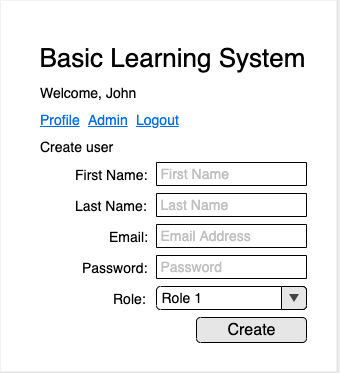 Basic Learning System
Welcome, John
Profile Admin Logout
Create user
First Name: First Name
Last Name: Last Name
Email: Email Address
Password: Password
Role: Role 1
Create